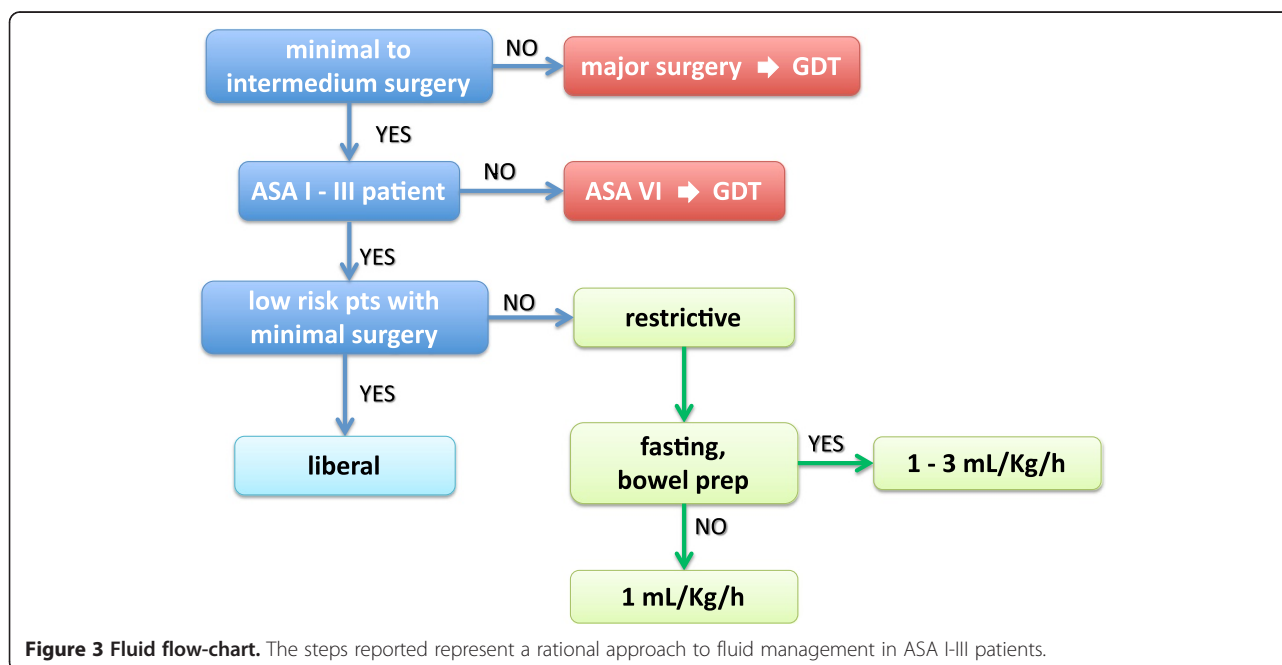 minimal to
intermedium surgery
NO
major surgery ➡ GDT
YES
ASA I - III patient
NO
ASA VI ➡ GDT
YES
low risk pts with
minimal surgery
NO
restrictive
YES
liberal
fasting,
bowel prep
YES
1 - 3 mL/Kg/h
NO
1 mL/Kg/h
Figure 3 Fluid flow-chart. The steps reported represent a rational approach to fluid management in ASA I-III patients.